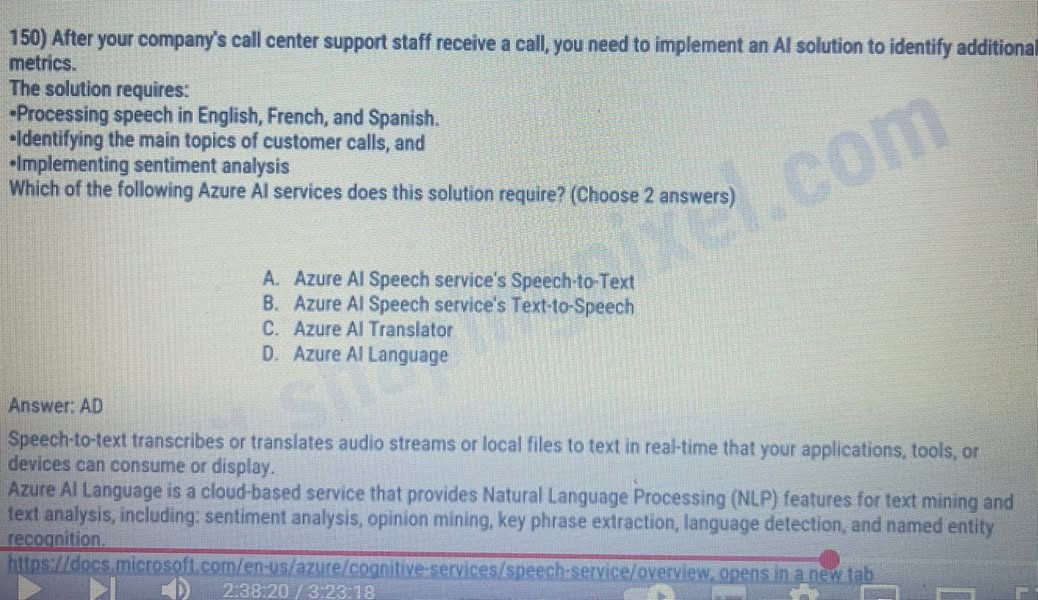 150) After your company's call center support staff receive a call, you need to implement an AI solution to identify additional
metrics.
The solution requires:
•Processing speech in English, French, and Spanish.
•Identifying the main topics of customer calls, and
•Implementing sentiment analysis
Which of the following Azure AI services does this solution require? (Choose 2 answers)
A. Azure AI Speech service's Speech-to-Text
B. Azure AI Speech service's Text-to-Speech
C. Azure AI Translator
D. Azure AI Language
Answer: AD
Speech-to-text transcribes or translates audio streams or local files to text in real-time that your applications, tools, or
devices can consume or display.
Azure AI Language is a cloud-based service that provides Natural Language Processing (NLP) features for text mining and
text analysis, including: sentiment analysis, opinion mining, key phrase extraction, language detection, and named entity
recognition.
https://docs.microsoft.com/en-us/azure/cognitive-services/speech-service/overview, opens in a new tab
2:38:20 / 3:23:18